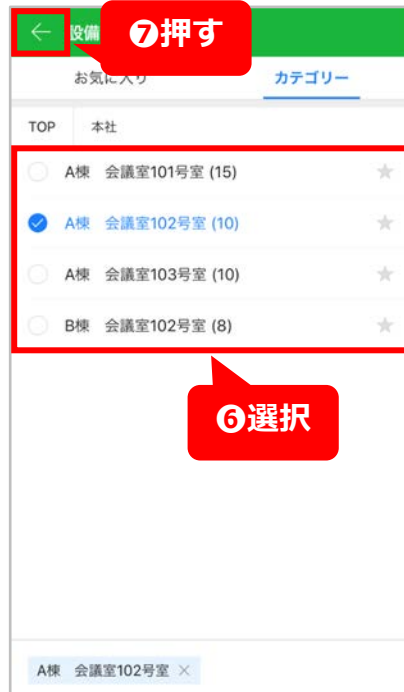 ← 設備
❼押す
お気に入り カテゴリー
TOP 本社
A棟 会議室101号室 (15)
A棟 会議室102号室 (10)
A棟 会議室103号室 (10)
B棟 会議室102号室 (8)
❻選択
A棟 会議室102号室 ×